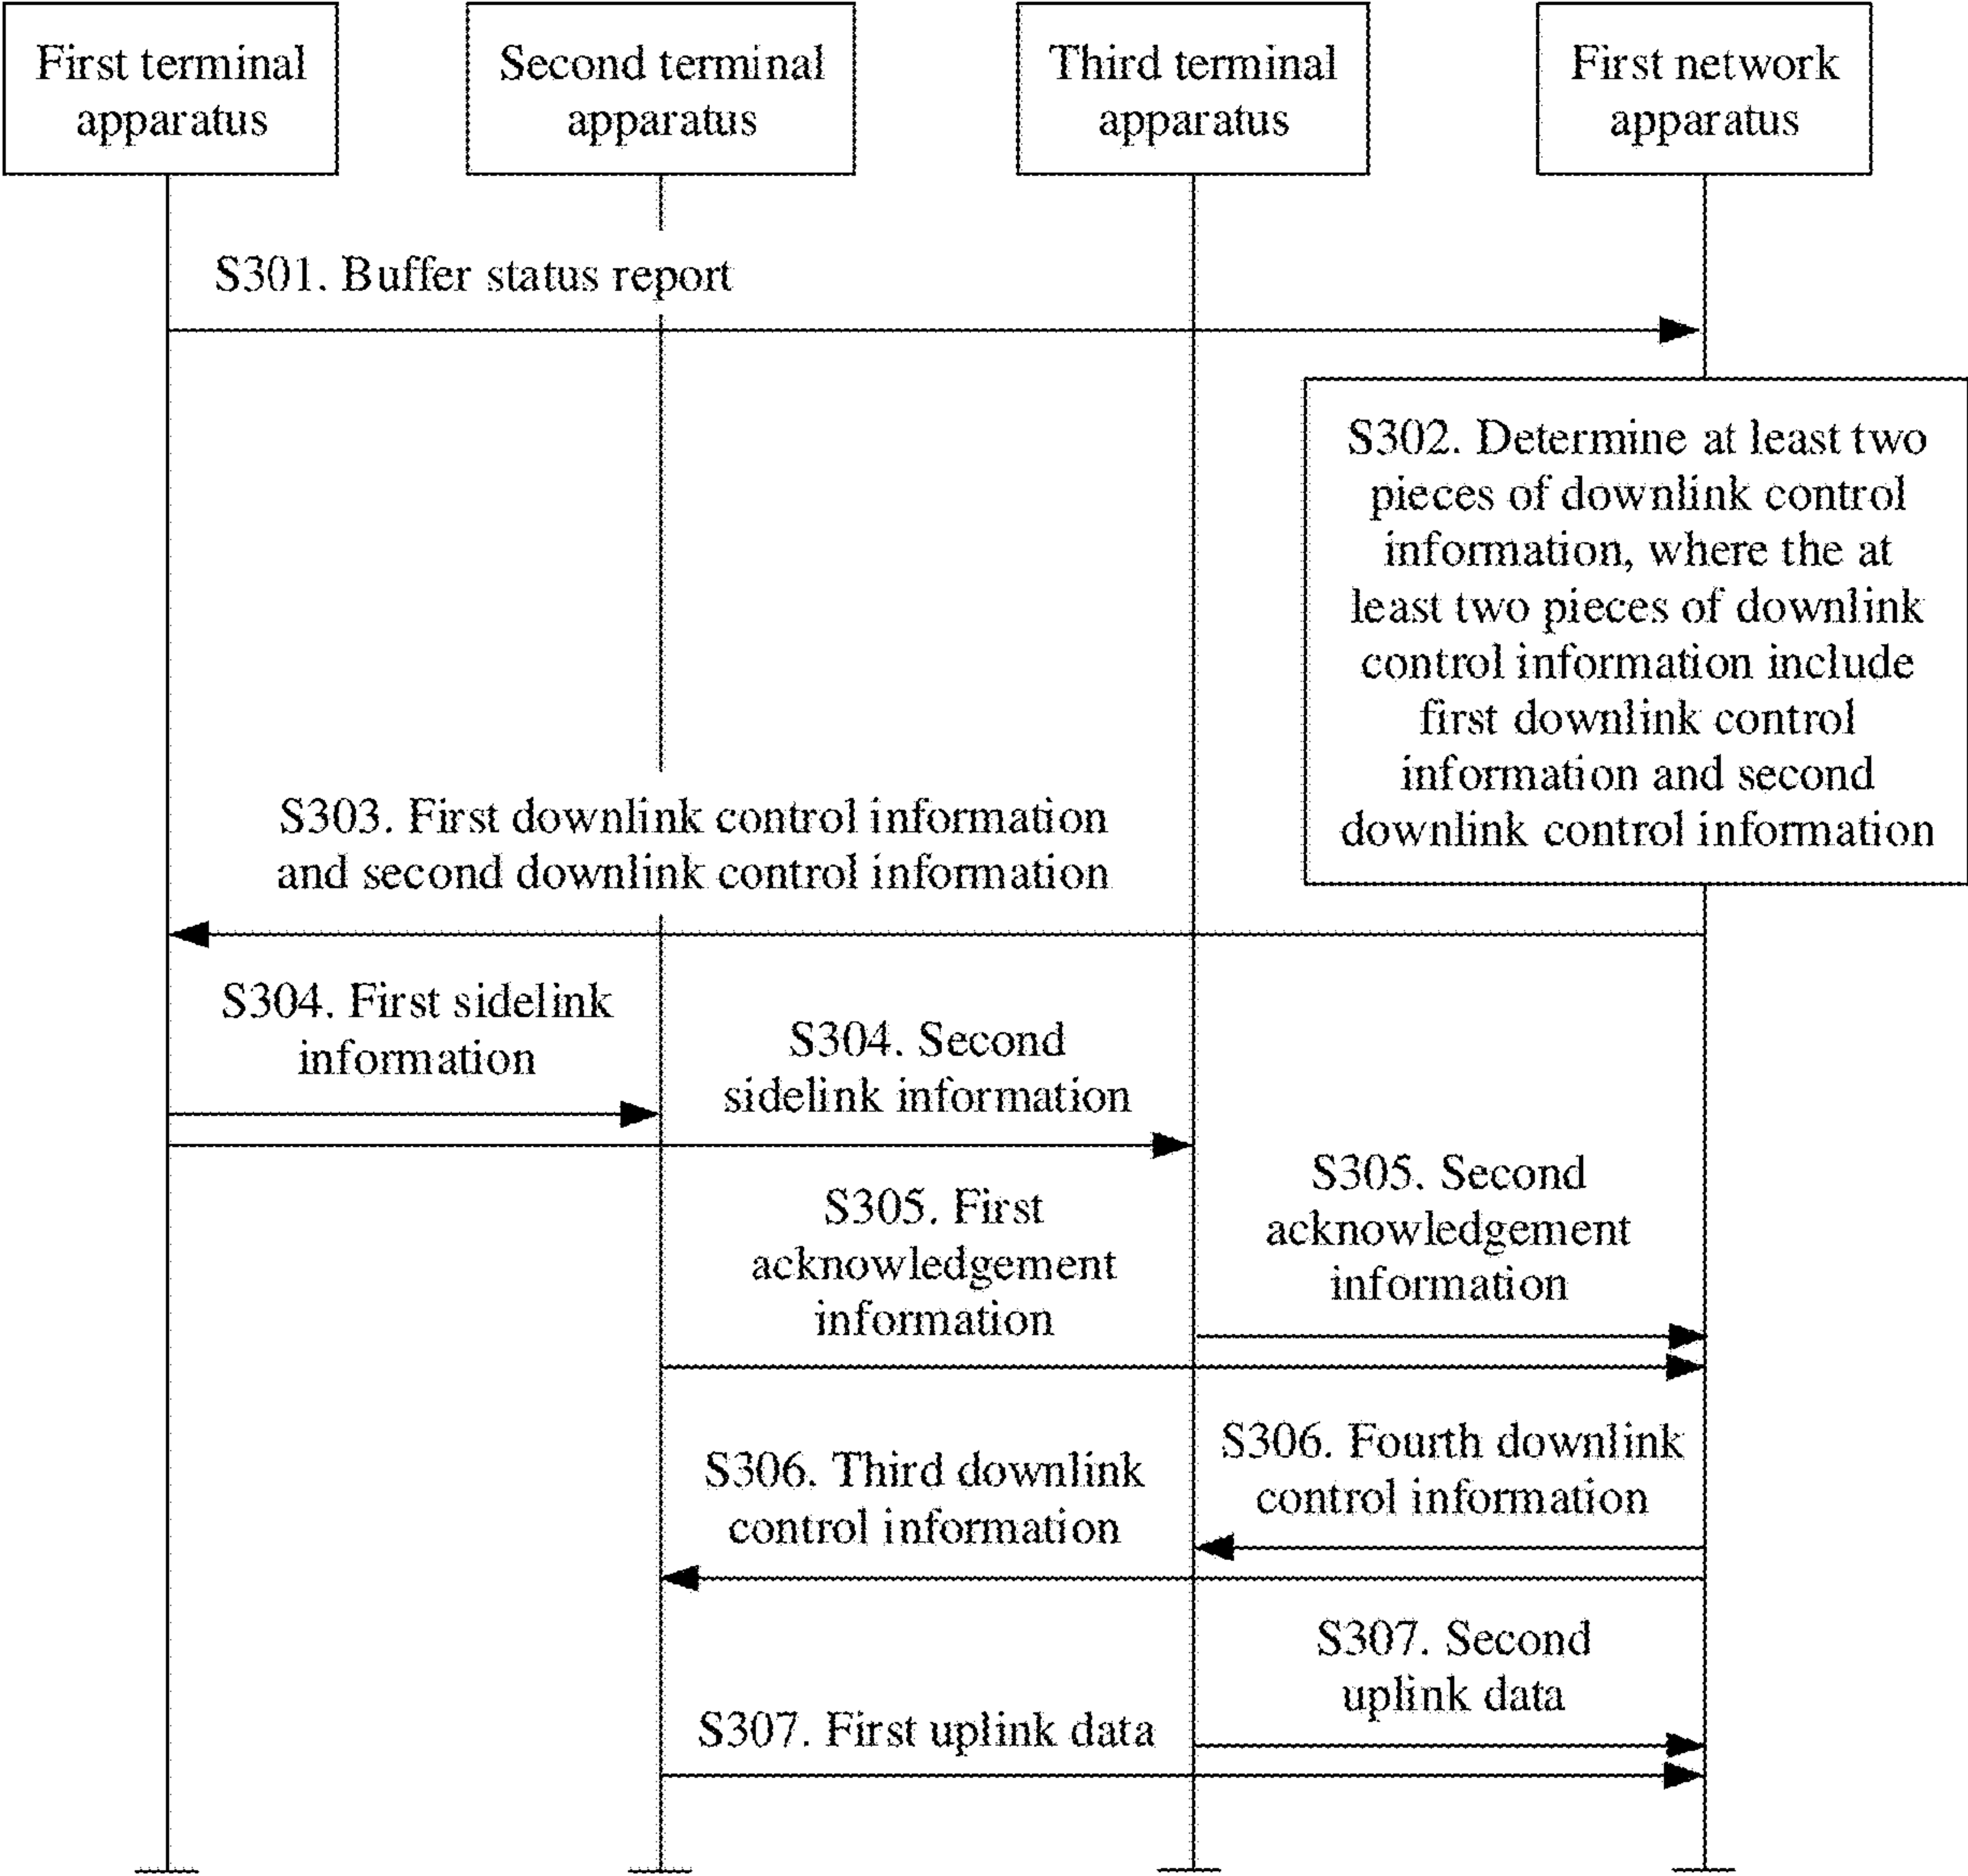 First terminal
apparatus
Second terminal
apparatus
Third terminal
apparatus
First network
apparatus
S301. Buffer status report
S302. Determine at least two
pieces of downlink control
information, where the at
least two pieces of downlink
control information include
first downlink control
information and second
downlink control information
S303. First downlink control information
and second downlink control information
S304. First sidelink
information
S304. Second
sidelink information
S305. First
acknowledgement
information
S305. Second
acknowledgement
information
S306. Fourth downlink
control information
S306. Third downlink
control information
S307. Second
uplink data
S307. First uplink data